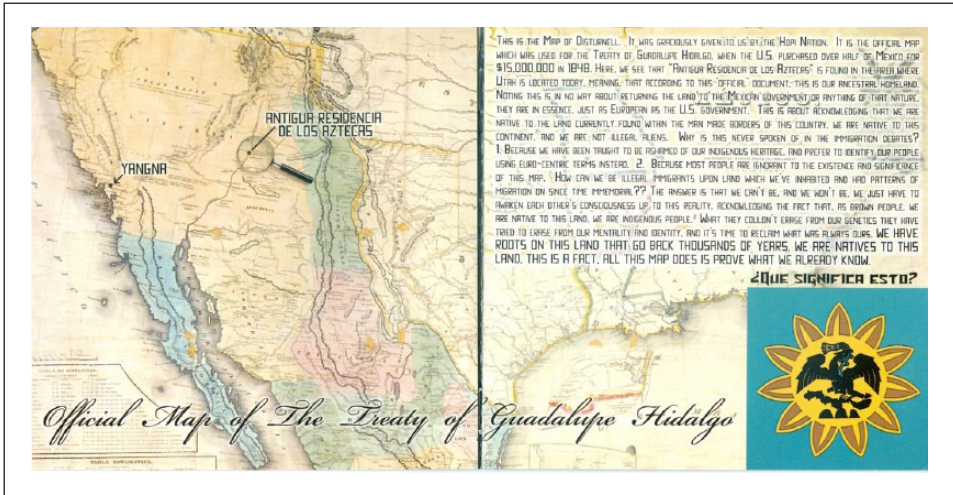 This is the Map of Disturnell. It was graciously given to us by the Hopi Nation. It is the official map
which was used for the Treaty of Guadalupe Hidalgo, when the U.S. purchased over half of Mexico for
$15,000,000 in 1848. Here, we see that "Antigua Residencia de los Aztecas" is found in the area where
Utah is located today, meaning, that according to this official document, this is our ancestral homeland.
Noting this is in no way about returning the land to the Mexican government or anything of that nature,
they are in essence, just as European as the U.S. government. This is about acknowledging that we are
native to the land currently found within the man made borders of this country. We are native to this
continent, and we are not illegal aliens. Why is this never spoken of in the immigration debates?
1. Because we have been taught to be ashamed of our indigenous heritage, and prefer to identify our people
using Euro-centric terms instead. 2. Because most people are ignorant to the existence and significance
of this map. How can we be illegal immigrants upon land which we've inhabited and had patterns of
migration on since time immemorial?? The answer is that we can't be, and we won't be, we just have to
awaken each other's consciousness up to this reality, acknowledging the fact that, as brown people, we
are native to this land, we are indigenous people. What they couldn't erase from our genetics they have
tried to erase from our mentality and identity, and it's time to reclaim what was always ours. WE HAVE
ROOTS ON THIS LAND THAT GO BACK THOUSANDS OF YEARS. WE ARE NATIVES TO THIS
LAND. THIS IS A FACT. ALL THIS MAP DOES IS PROVE WHAT WE ALREADY KNOW.
¿QUE SIGNIFICA ESTO?
ANTIGUA RESIDENCIA
DE LOS AZTECAS
YANGNA
Official Map of The Treaty of Guadalupe Hidalgo